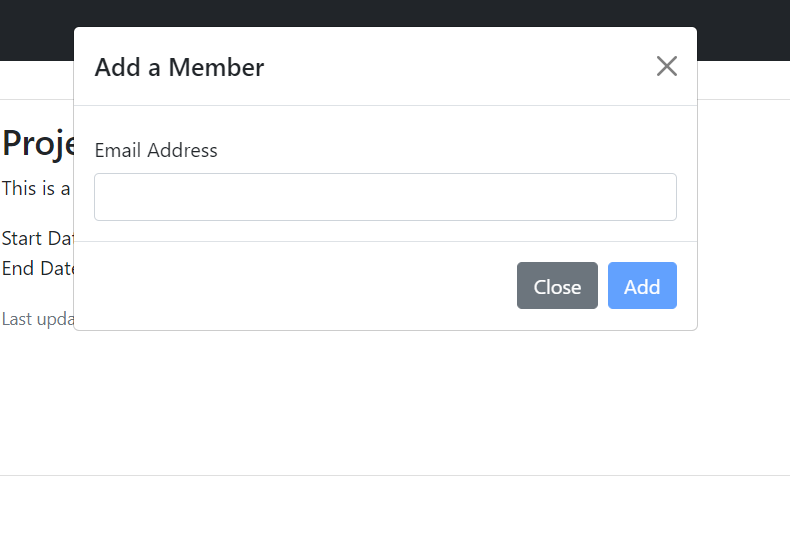 Add a Member
Proje
Email Address
This is a
Start Dat
End Date
Close Add
Last upda